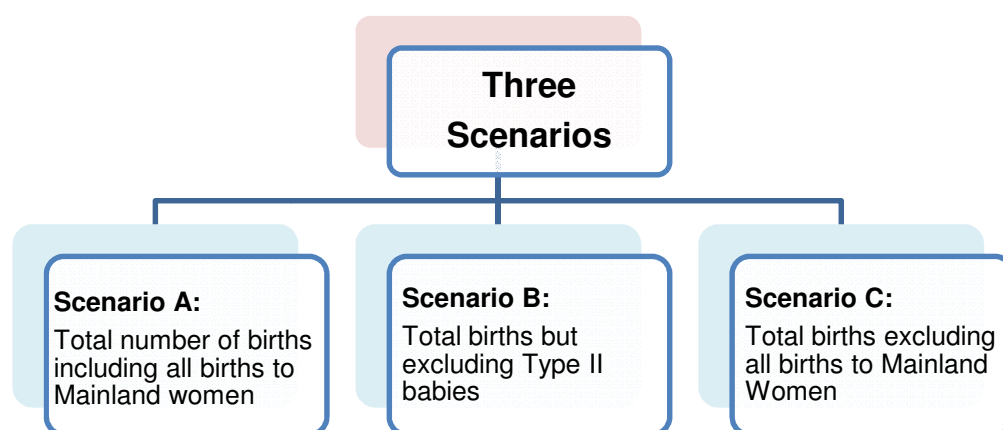 Three
Scenarios
Scenario A:
Total number of births
including all births to
Mainland women
Scenario B:
Total births but
excluding Type II
babies
Scenario C:
Total births excluding
all births to Mainland
Women